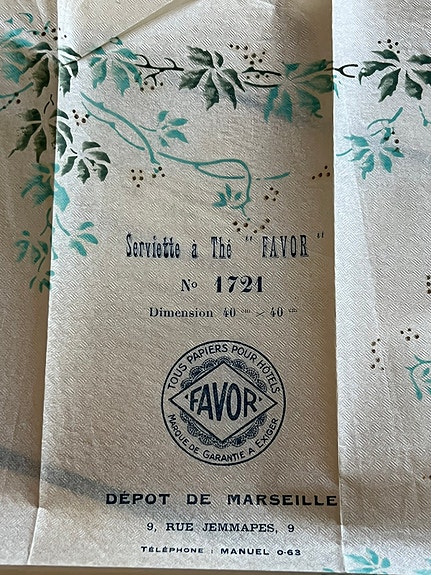 Serviette à Thé " FAVOR "
No 1721
Dimension 40 cm × 40 cm
TOUS PAPIERS POUR HOTELS
FAVOR
MARQUE DE GARANTIE A EXIGER
DÉPOT DE MARSEILLE
9, RUE JEMMAPES, 9
TÉLÉPHONE : MANUEL 0-63